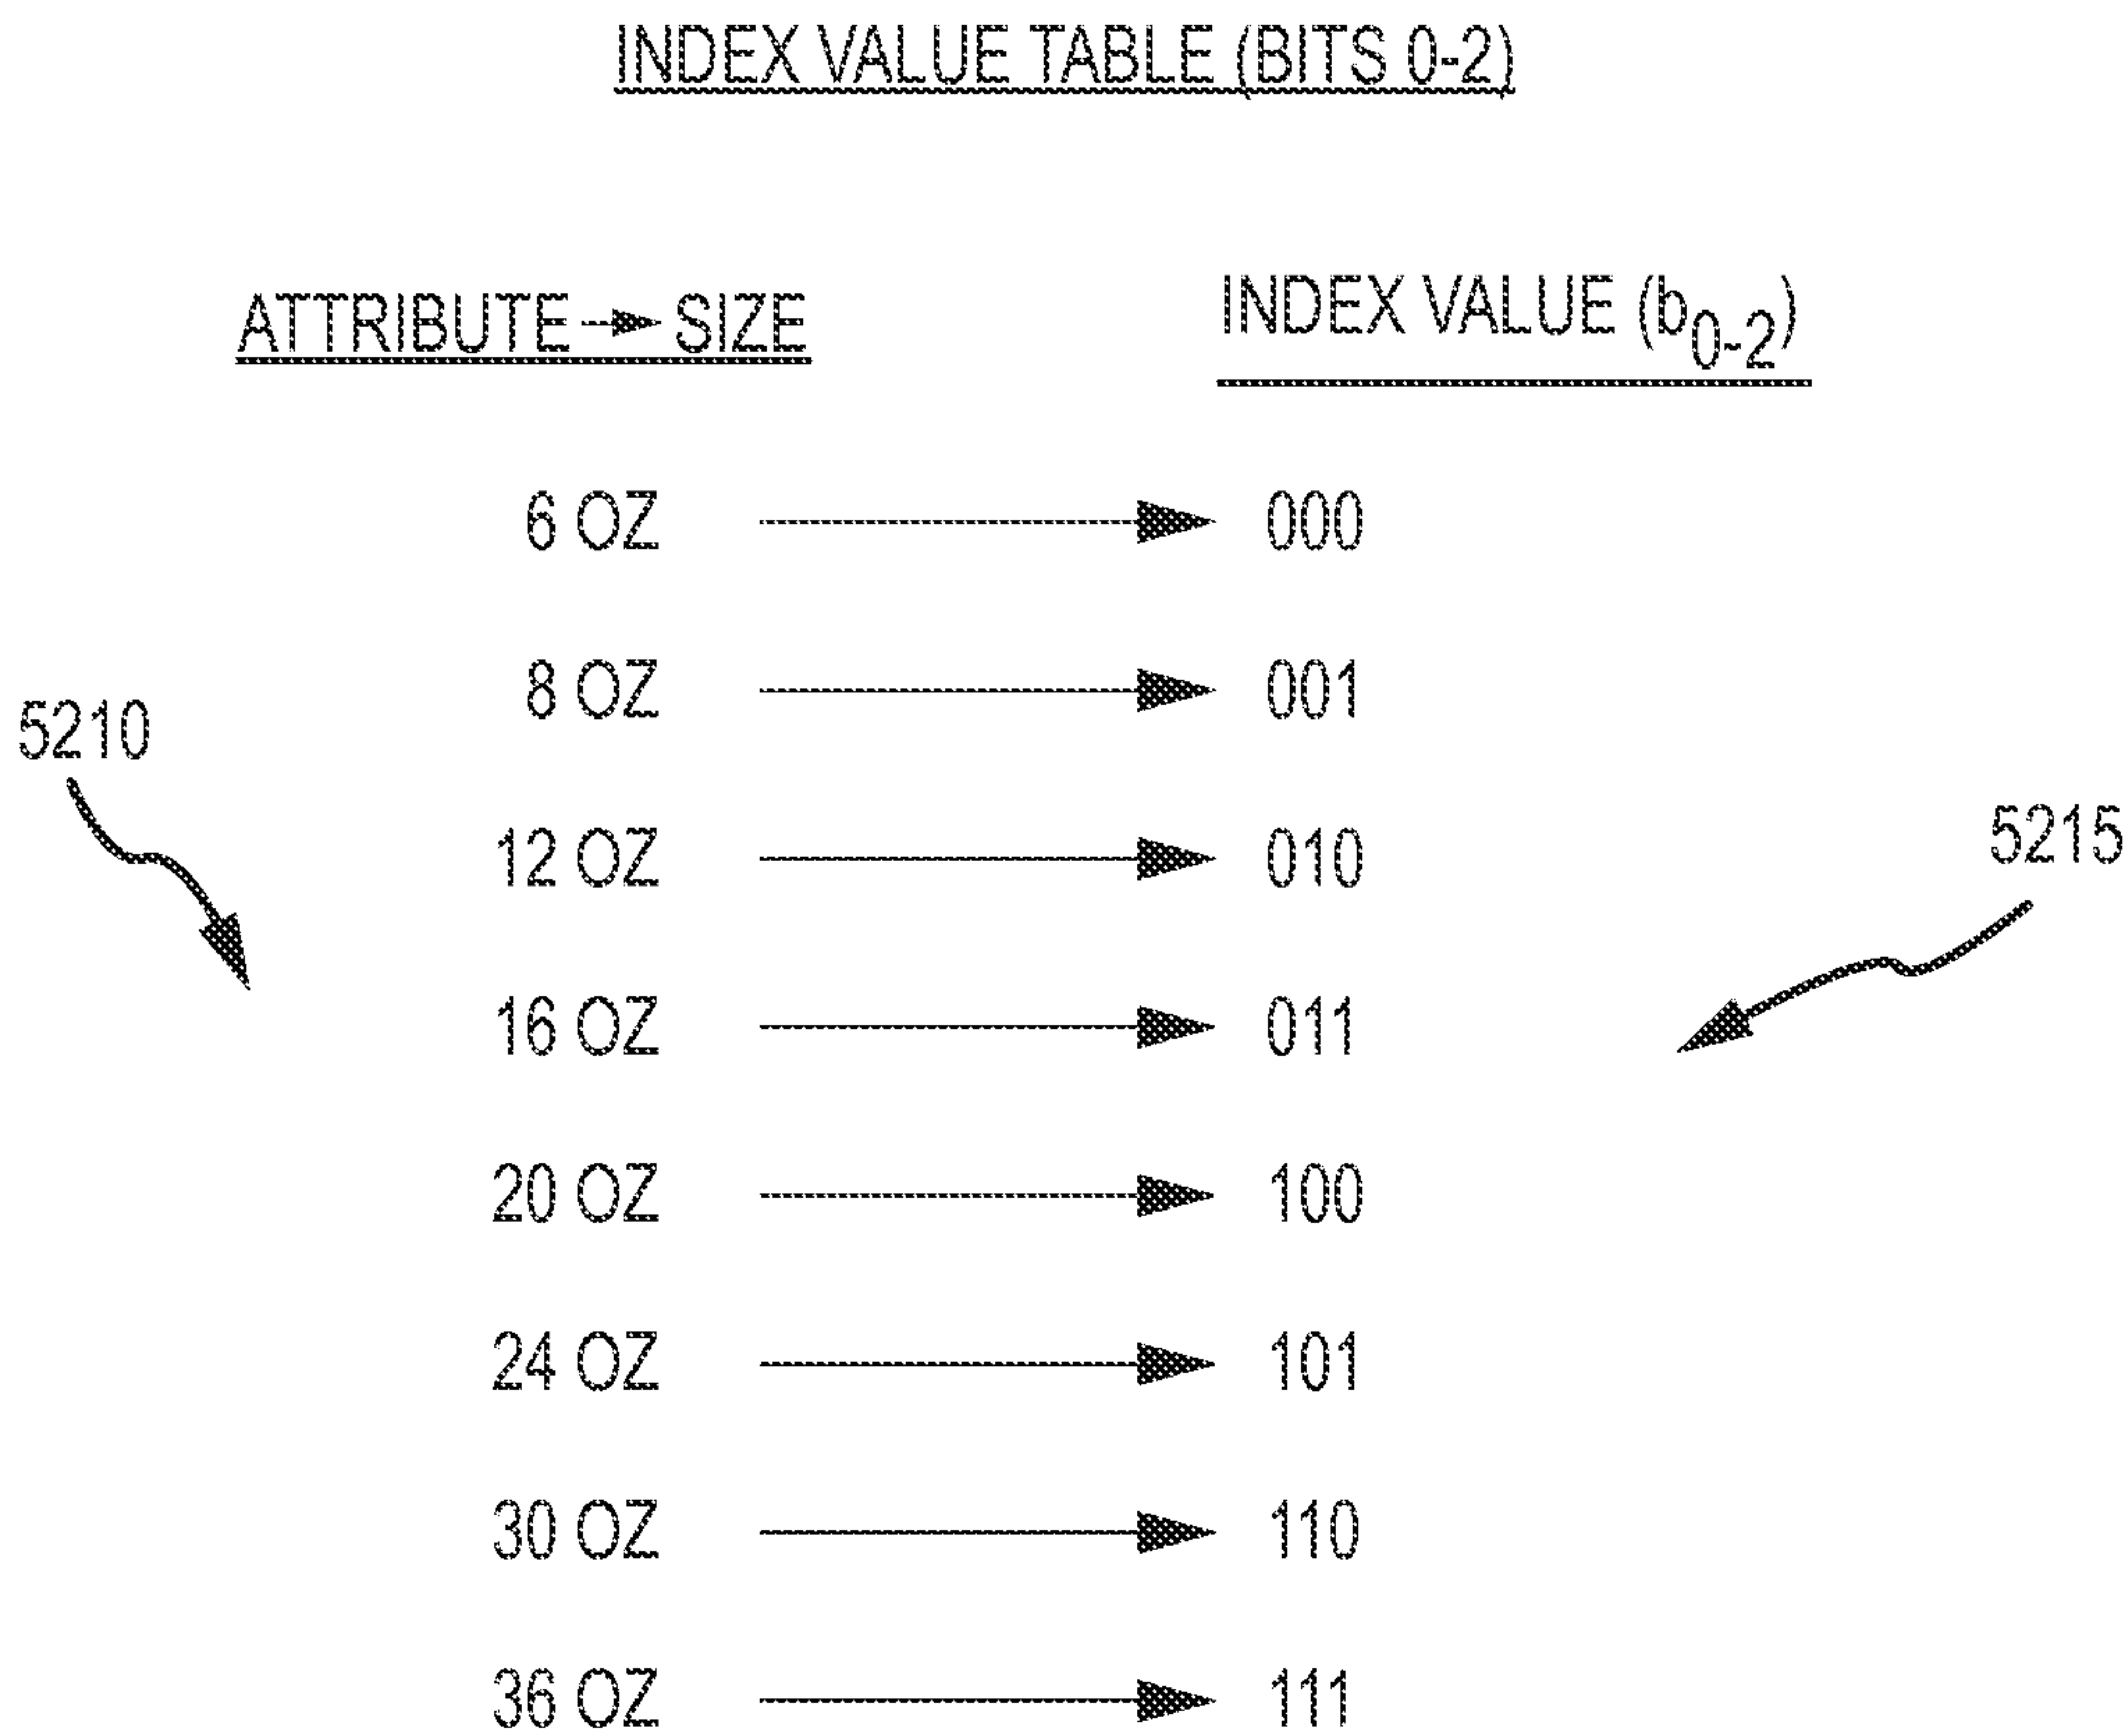 INDEX VALUE TABLE (BITS 0-2)
ATTRIBUTE → SIZE INDEX VALUE (b0-2)
6 OZ 000
8 OZ 001
5210
12 OZ 010
5215
16 OZ 011
20 OZ 100
24 OZ 101
30 OZ 110
36 OZ 111